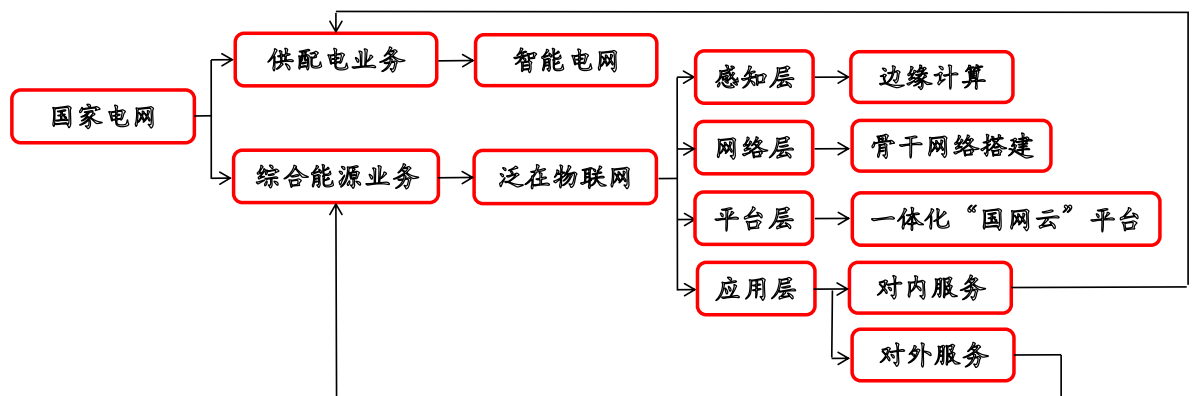 国家电网
供配电业务
智能电网
综合能源业务
泛在物联网
感知层
边缘计算
网络层
骨干网络搭建
平台层
一体化“国网云”平台
应用层
对内服务
对外服务